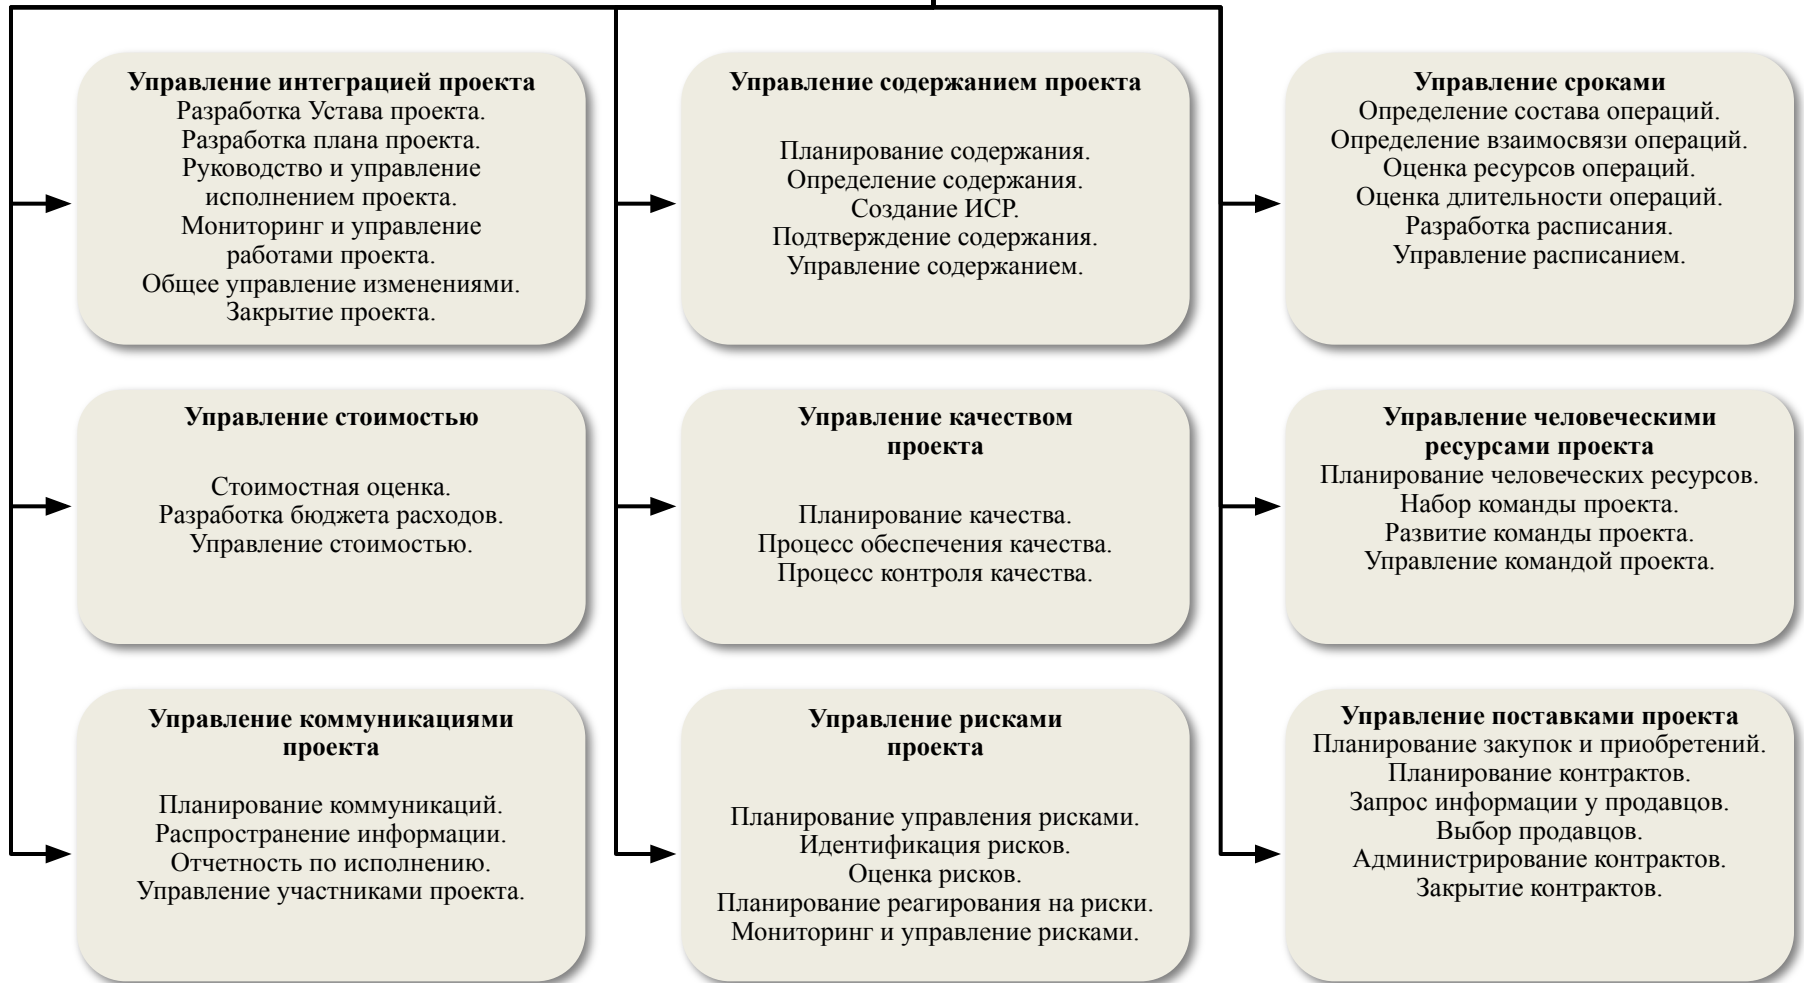 Управление интеграцией проекта
Разработка Устава проекта.
Разработка плана проекта.
Руководство и управление
исполнением проекта.
Мониторинг и управление
работами проекта.
Общее управление изменениями.
Закрытие проекта.
Управление содержанием проекта
Планирование содержания.
Определение содержания.
Создание ИСР.
Подтверждение содержания.
Управление содержанием.
Управление сроками
Определение состава операций.
Определение взаимосвязи операций.
Оценка ресурсов операций.
Оценка длительности операций.
Разработка расписания.
Управление расписанием.
Управление стоимостью
Стоимостная оценка.
Разработка бюджета расходов.
Управление стоимостью.
Управление качеством
проекта
Планирование качества.
Процесс обеспечения качества.
Процесс контроля качества.
Управление человеческими
ресурсами проекта
Планирование человеческих ресурсов.
Набор команды проекта.
Развитие команды проекта.
Управление командой проекта.
Управление коммуникациями
проекта
Планирование коммуникаций.
Распространение информации.
Отчетность по исполнению.
Управление участниками проекта.
Управление рисками
проекта
Планирование управления рисками.
Идентификация рисков.
Оценка рисков.
Планирование реагирования на риски.
Мониторинг и управление рисками.
Управление поставками проекта
Планирование закупок и приобретений.
Планирование контрактов.
Запрос информации у продавцов.
Выбор продавцов.
Администрирование контрактов.
Закрытие контрактов.